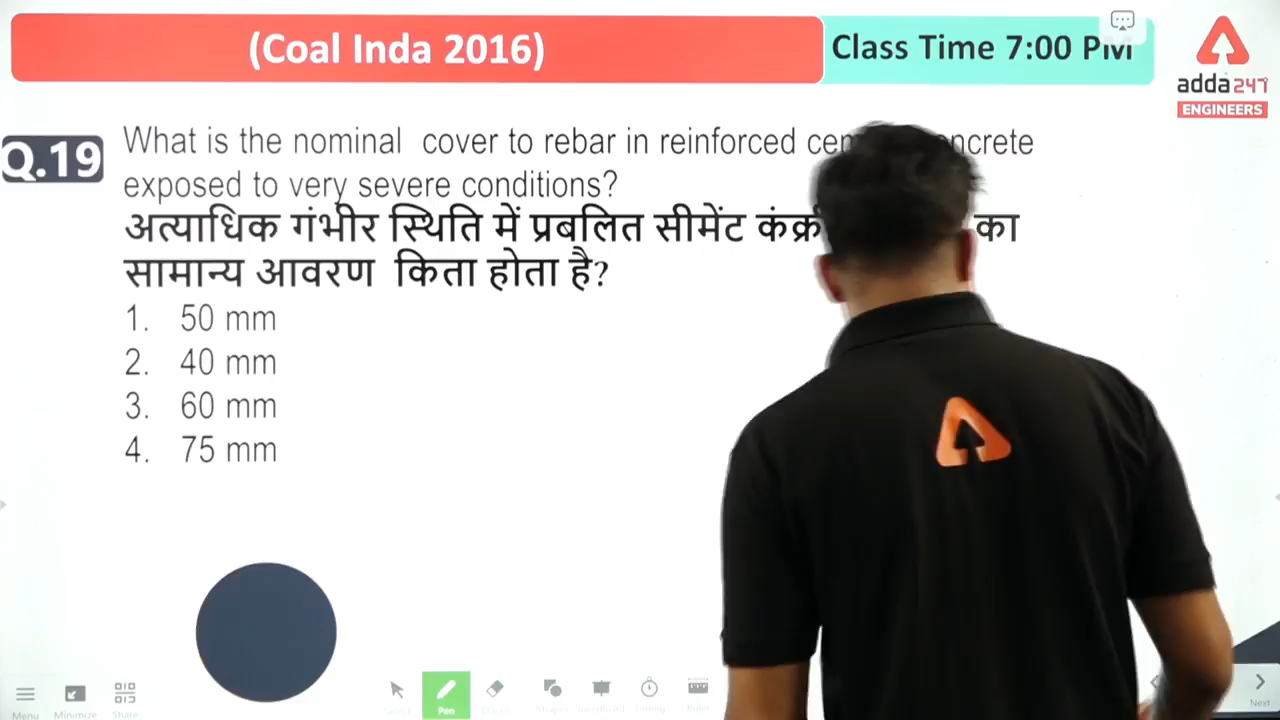 (Coal Inda 2016)
Class Time 7:00 PM
adda247
ENGINEERS
Q.19
What is the nominal cover to rebar in reinforced
exposed to very severe conditions?
अत्याधिक गंभीर स्थिति में प्रबलित सीमेंट का
सामान्य आवरण किता होता है?
1. 50 mm
2. 40 mm
3. 60 mm
4. 75 mm
Menu
Minimize
Share
Pen
Next